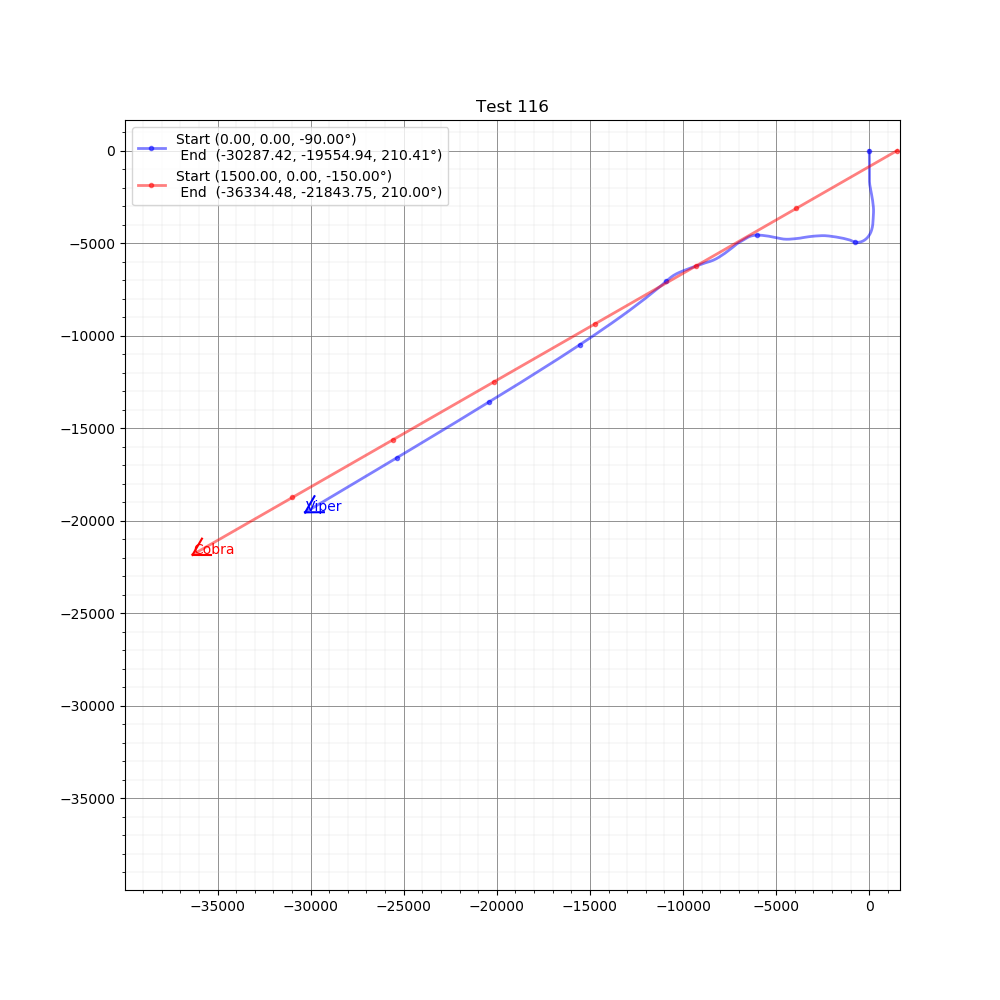 Test 116
Start (0.00, 0.00, -90.00°)
End (-30287.42, -19554.94, 210.41°)
Start (1500.00, 0.00, -150.00°)
End (-36334.48, -21843.75, 210.00°)
0
−5000
−10000
−15000
−20000
−25000
−30000
−35000
Viper
Cobra
−35000 −30000 −25000 −20000 −15000 −10000 −5000 0